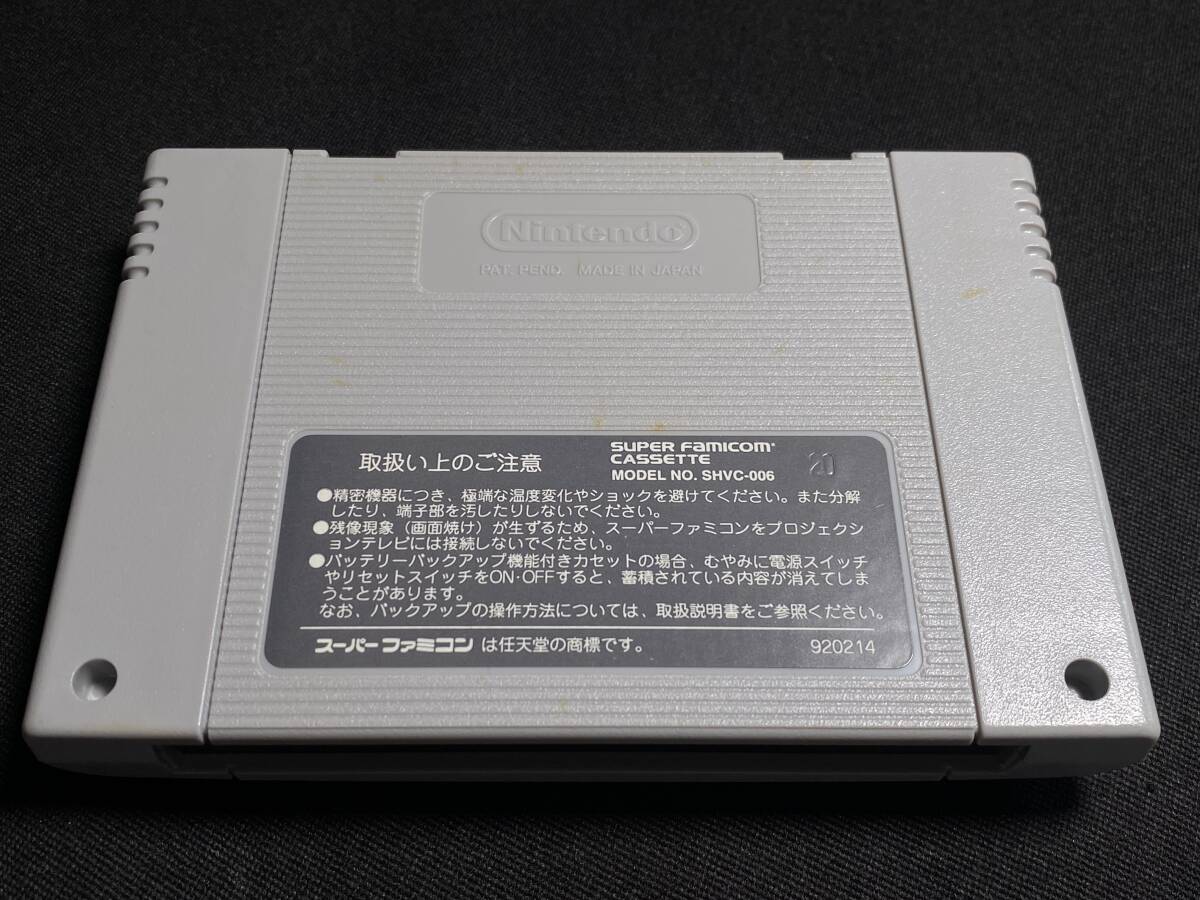 Nintendo
PAT. PEND. MADE IN JAPAN
取扱い上のご注意
SUPER FAMICOM
CASSETTE
MODEL NO. SHVC-006
20
●精密機器につき、極端な温度変化やショックを避けてください。また分解
したり、端子部を汚したりしないでください。
●残像現象(画面焼け)が生ずるため、スーパーファミコンをプロジェクシ
ョンテレビには接続しないでください。
●バッテリーバックアップ機能付きカセットの場合、むやみに電源スイッチ
やリセットスイッチをON・OFFすると、蓄積されている内容が消えてしま
うことがあります。
なお、バックアップの操作方法については、取扱説明書をご参照ください。
スーパーファミコン は任天堂の商標です。
920214